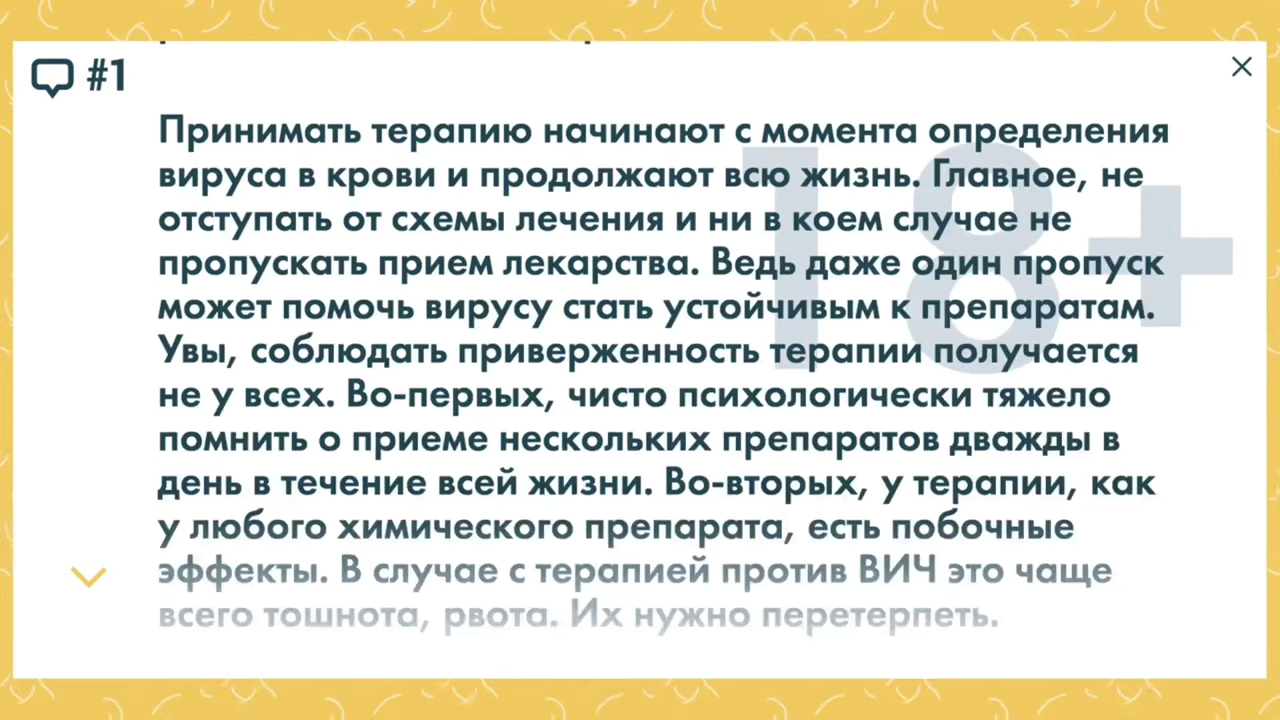 #1
18+
Принимать терапию начинают с момента определения
вируса в крови и продолжают всю жизнь. Главное, не
отступать от схемы лечения и ни в коем случае не
пропускать прием лекарства. Ведь даже один пропуск
может помочь вирусу стать устойчивым к препаратам.
Увы, соблюдать приверженность терапии получается
не у всех. Во-первых, чисто психологически тяжело
помнить о приеме нескольких препаратов дважды в
день в течение всей жизни. Во-вторых, у терапии, как
у любого химического препарата, есть побочные
эффекты. В случае с терапией против ВИЧ это чаще
всего тошнота, рвота. Их нужно перетерпеть.